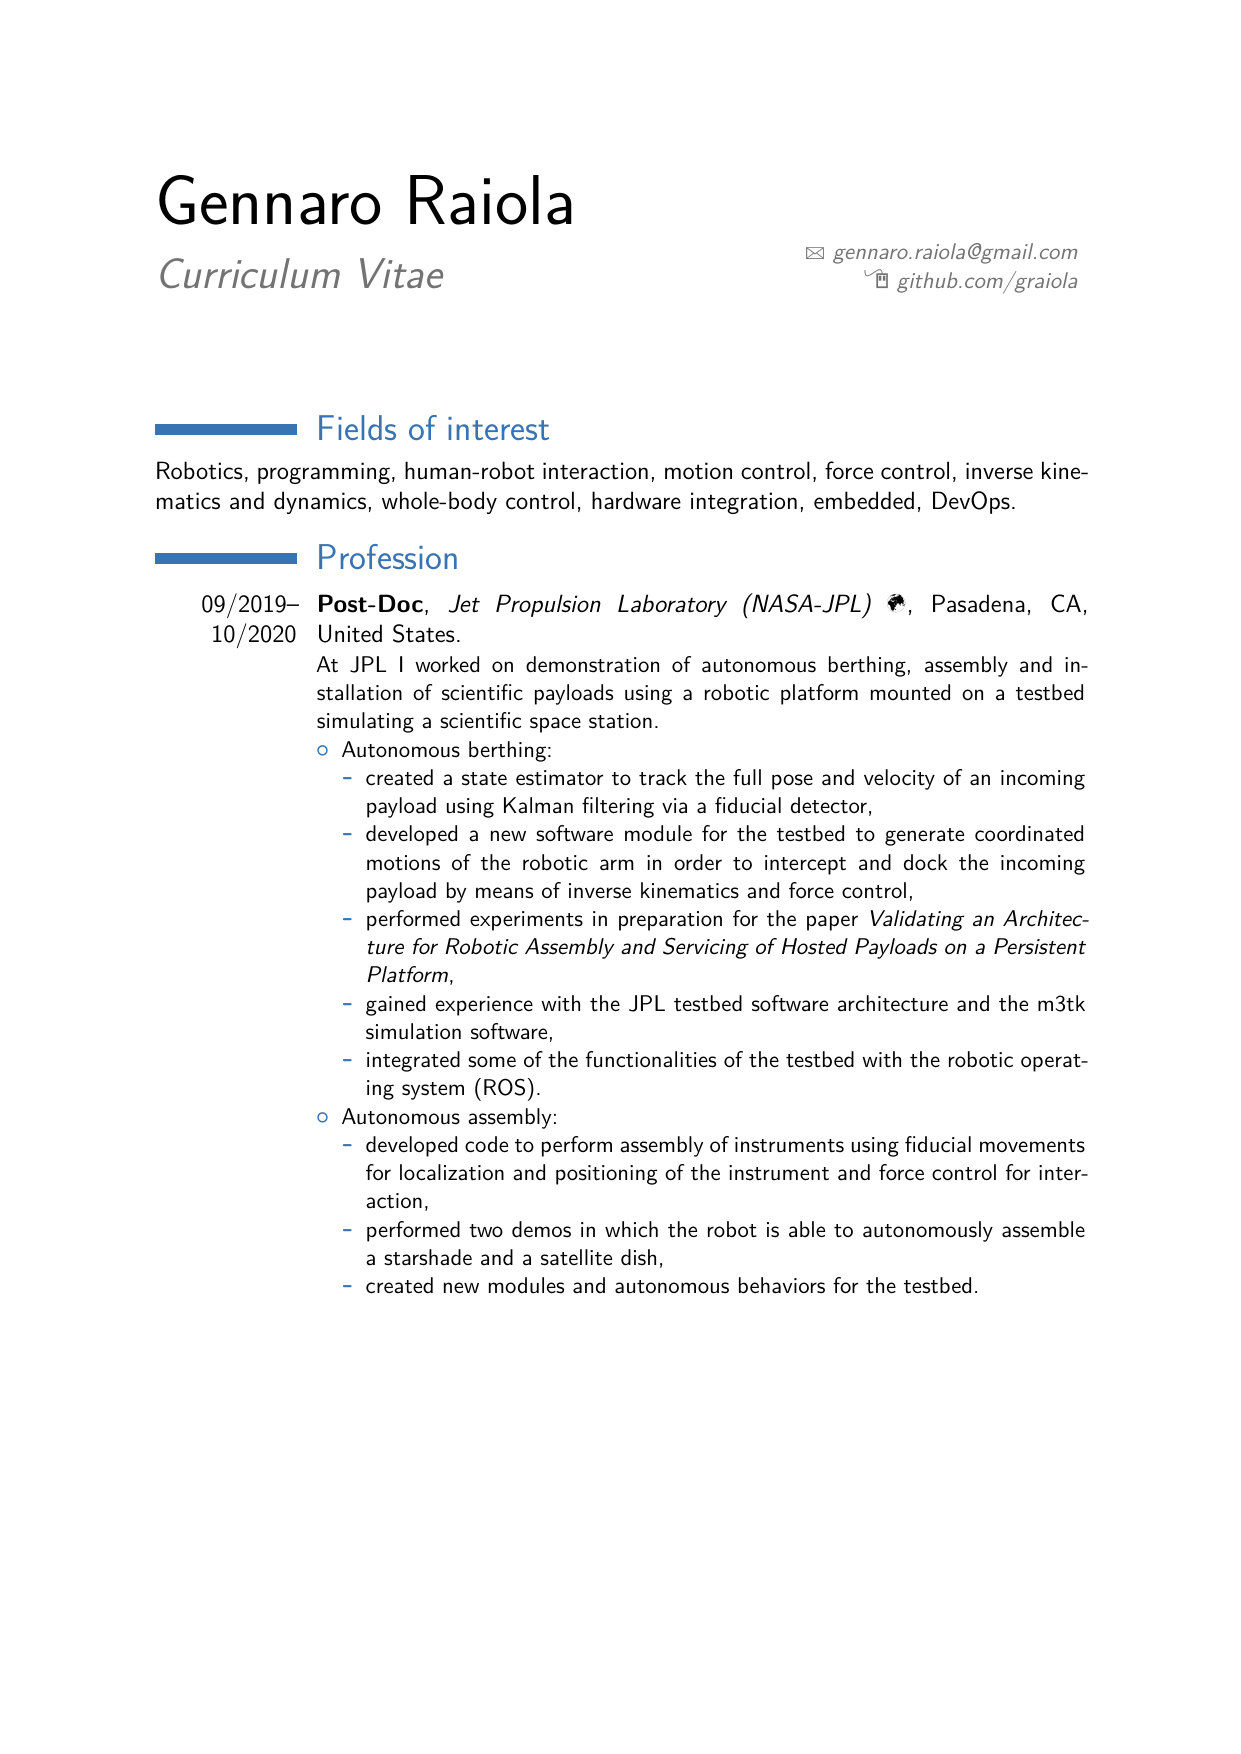 Gennaro Raiola
Curriculum Vitae
gennaro.raiola@gmail.com
github.com/graiola
Fields of interest
Robotics, programming, human-robot interaction, motion control, force control, inverse kine-
matics and dynamics, whole-body control, hardware integration, embedded, DevOps.
Profession
09/2019–
10/2020
Post-Doc, Jet Propulsion Laboratory (NASA-JPL) , Pasadena, CA,
United States.
At JPL I worked on demonstration of autonomous berthing, assembly and in-
stallation of scientific payloads using a robotic platform mounted on a testbed
simulating a scientific space station.
○ Autonomous berthing:
– created a state estimator to track the full pose and velocity of an incoming
payload using Kalman filtering via a fiducial detector,
– developed a new software module for the testbed to generate coordinated
motions of the robotic arm in order to intercept and dock the incoming
payload by means of inverse kinematics and force control,
– performed experiments in preparation for the paper Validating an Architec-
ture for Robotic Assembly and Servicing of Hosted Payloads on a Persistent
Platform,
– gained experience with the JPL testbed software architecture and the m3tk
simulation software,
– integrated some of the functionalities of the testbed with the robotic operat-
ing system (ROS).
○ Autonomous assembly:
– developed code to perform assembly of instruments using fiducial movements
for localization and positioning of the instrument and force control for inter-
action,
– performed two demos in which the robot is able to autonomously assemble
a starshade and a satellite dish,
– created new modules and autonomous behaviors for the testbed.